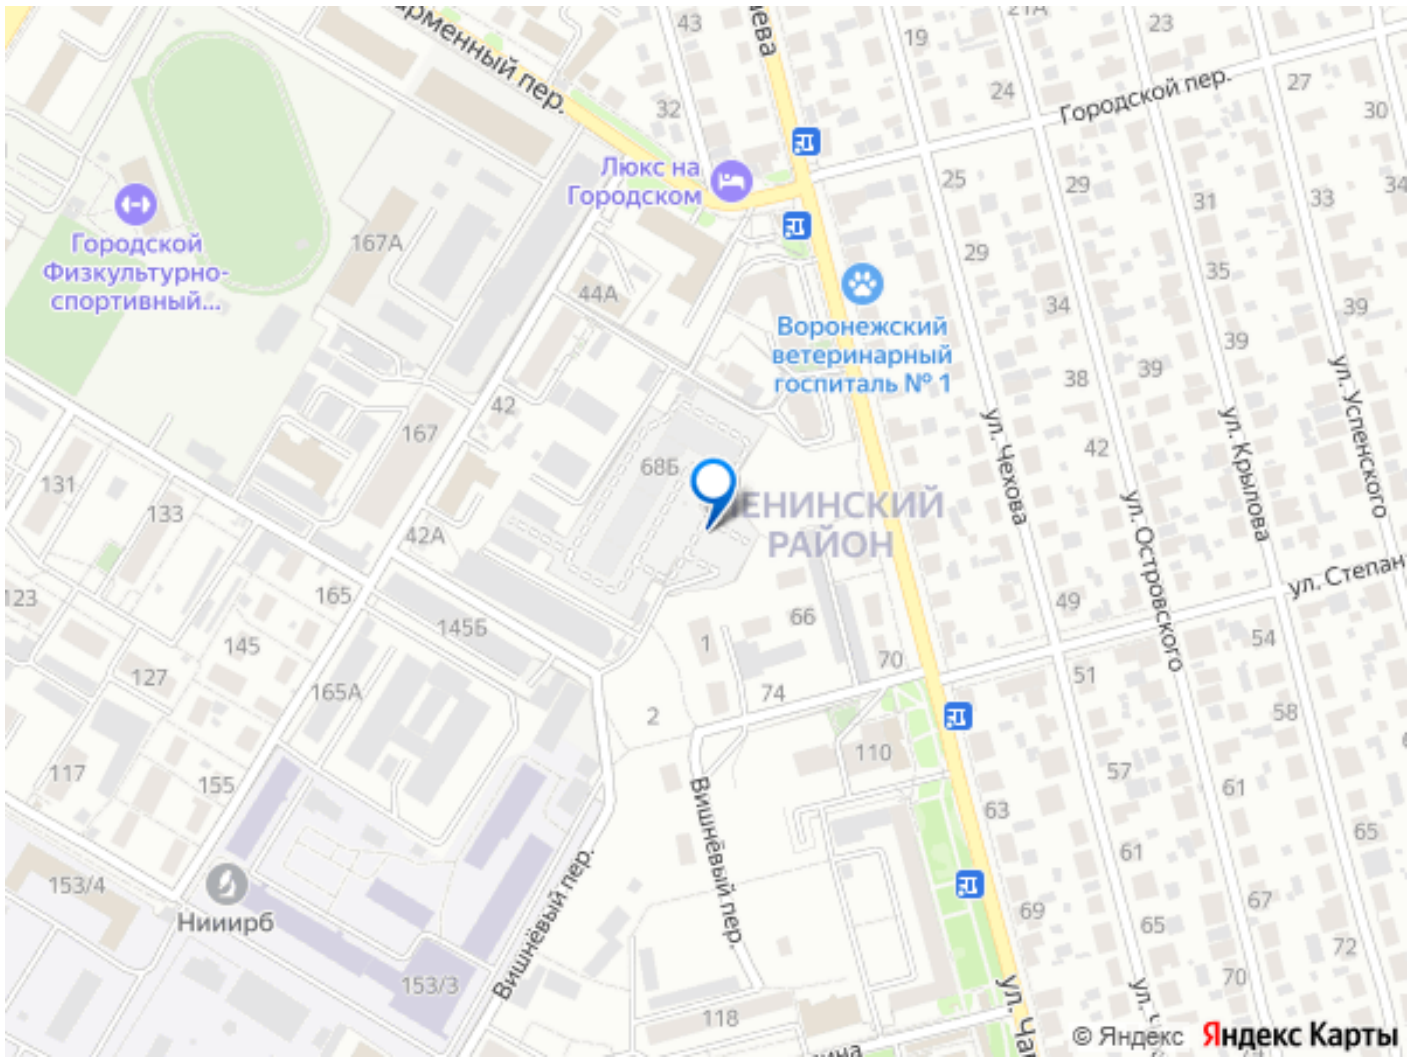 43
19
21А
23
27
30
рменный пер.
Городской пер.
24
32
Люкс на
Городском
25
29
31
33
34
Городской
Физкультурно-
спортивный...
167А
44А
29
34
35
39
39
38
39
42
Воронежский
ветеринарный
госпиталь № 1
42
167
68Б
131
133
42А
ул. Чехова
ул. Островского
ул. Крылова
ул. Успенского
ЕНИНСКИЙ
РАЙОН
ул. Степан
123
165
145
145Б
127
165А
66
1
70
74
2
49
51
54
58
117
155
110
57
61
63
61
65
Вишнёвый пер.
Вишнёвый пер.
153/4
Нииирб
153/3
118
69
65
67
72
70
ул. Ча
ул.
© Яндекс
Яндекс Карты